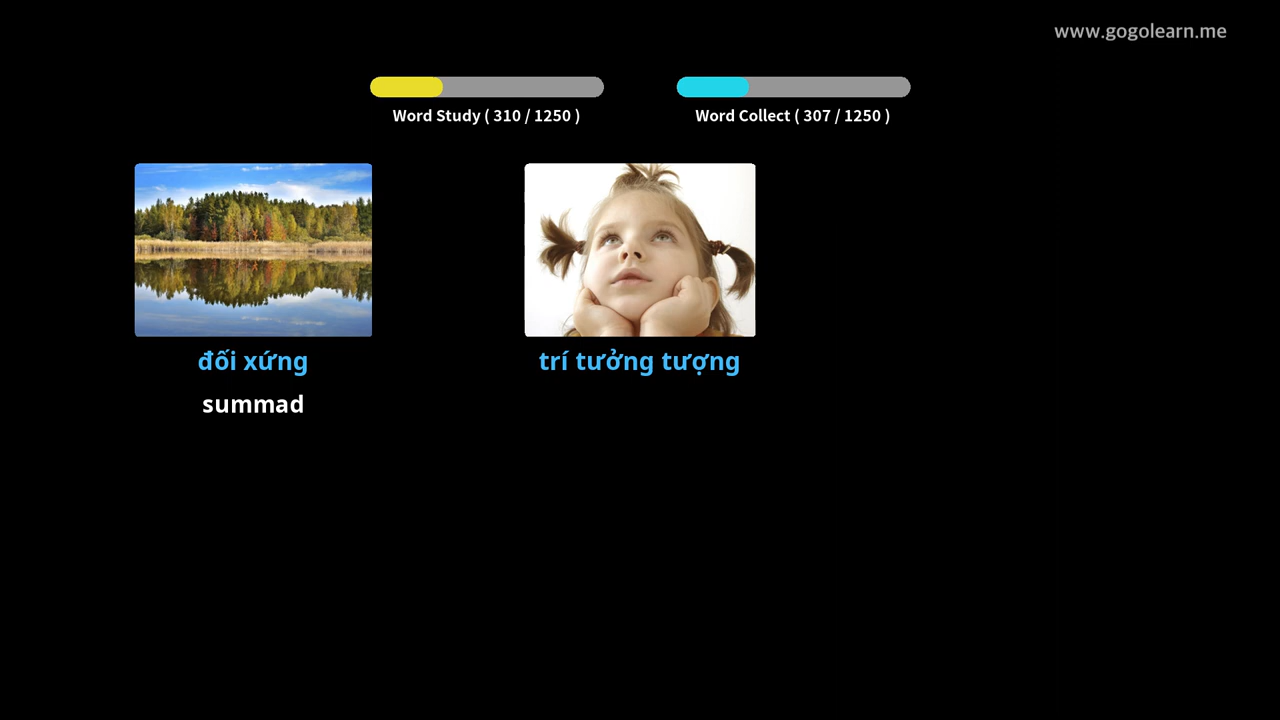 www.gogolearn.me
Word Study ( 310 / 1250 )
Word Collect ( 307 / 1250 )
đối xứng
trí tưởng tượng
summad